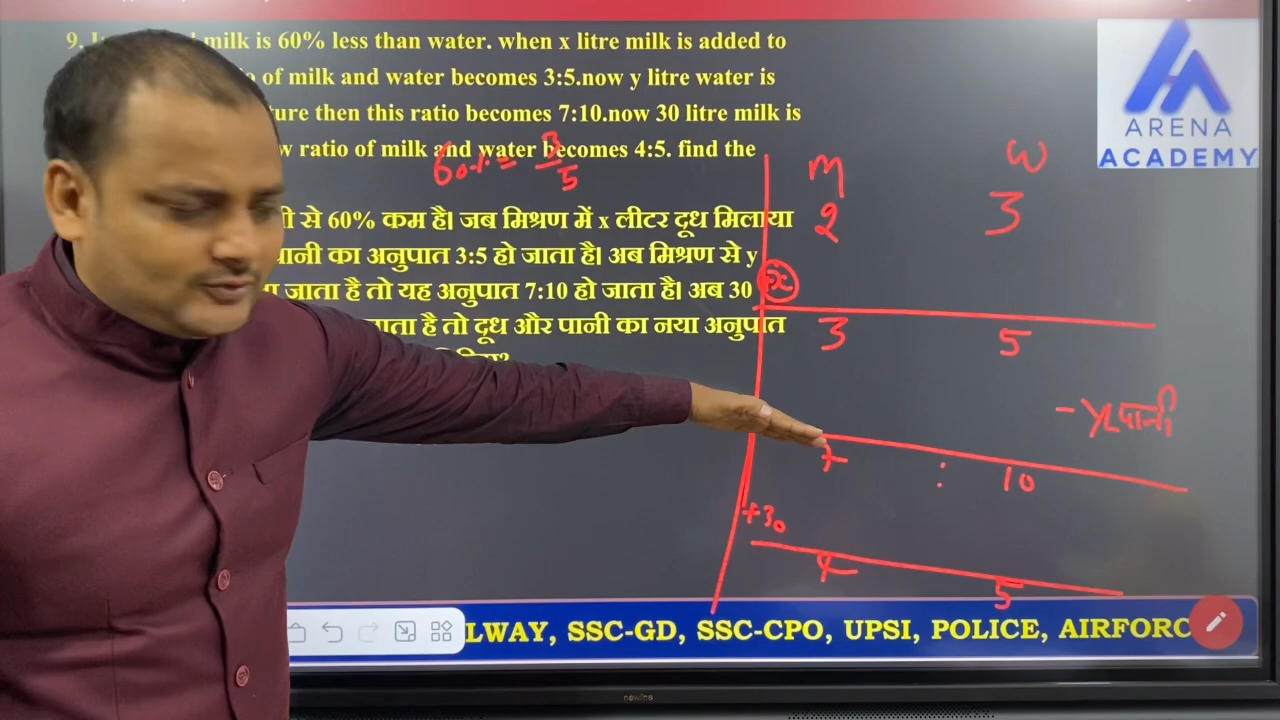 9. milk is 60% less than water. when x litre milk is added to
of milk and water becomes 3:5.now y litre water is
then this ratio becomes 7:10.now 30 litre milk is
ratio of milk and water becomes 4:5. find the
60% = 3/5
से 60% कम है। जब मिश्रण में x लीटर दूध मिलाया
का अनुपात 3:5 हो जाता है। अब मिश्रण से y
जाता है तो यह अनुपात 7:10 हो जाता है। अब 30
है तो दूध और पानी का नया अनुपात
M W
2 3
+x
3 5
- yL पानी
7 : 10
+30
4 5
ARENA
ACADEMY
LWAY, SSC-GD, SSC-CPO, UPSI, POLICE, AIRFORC
newline